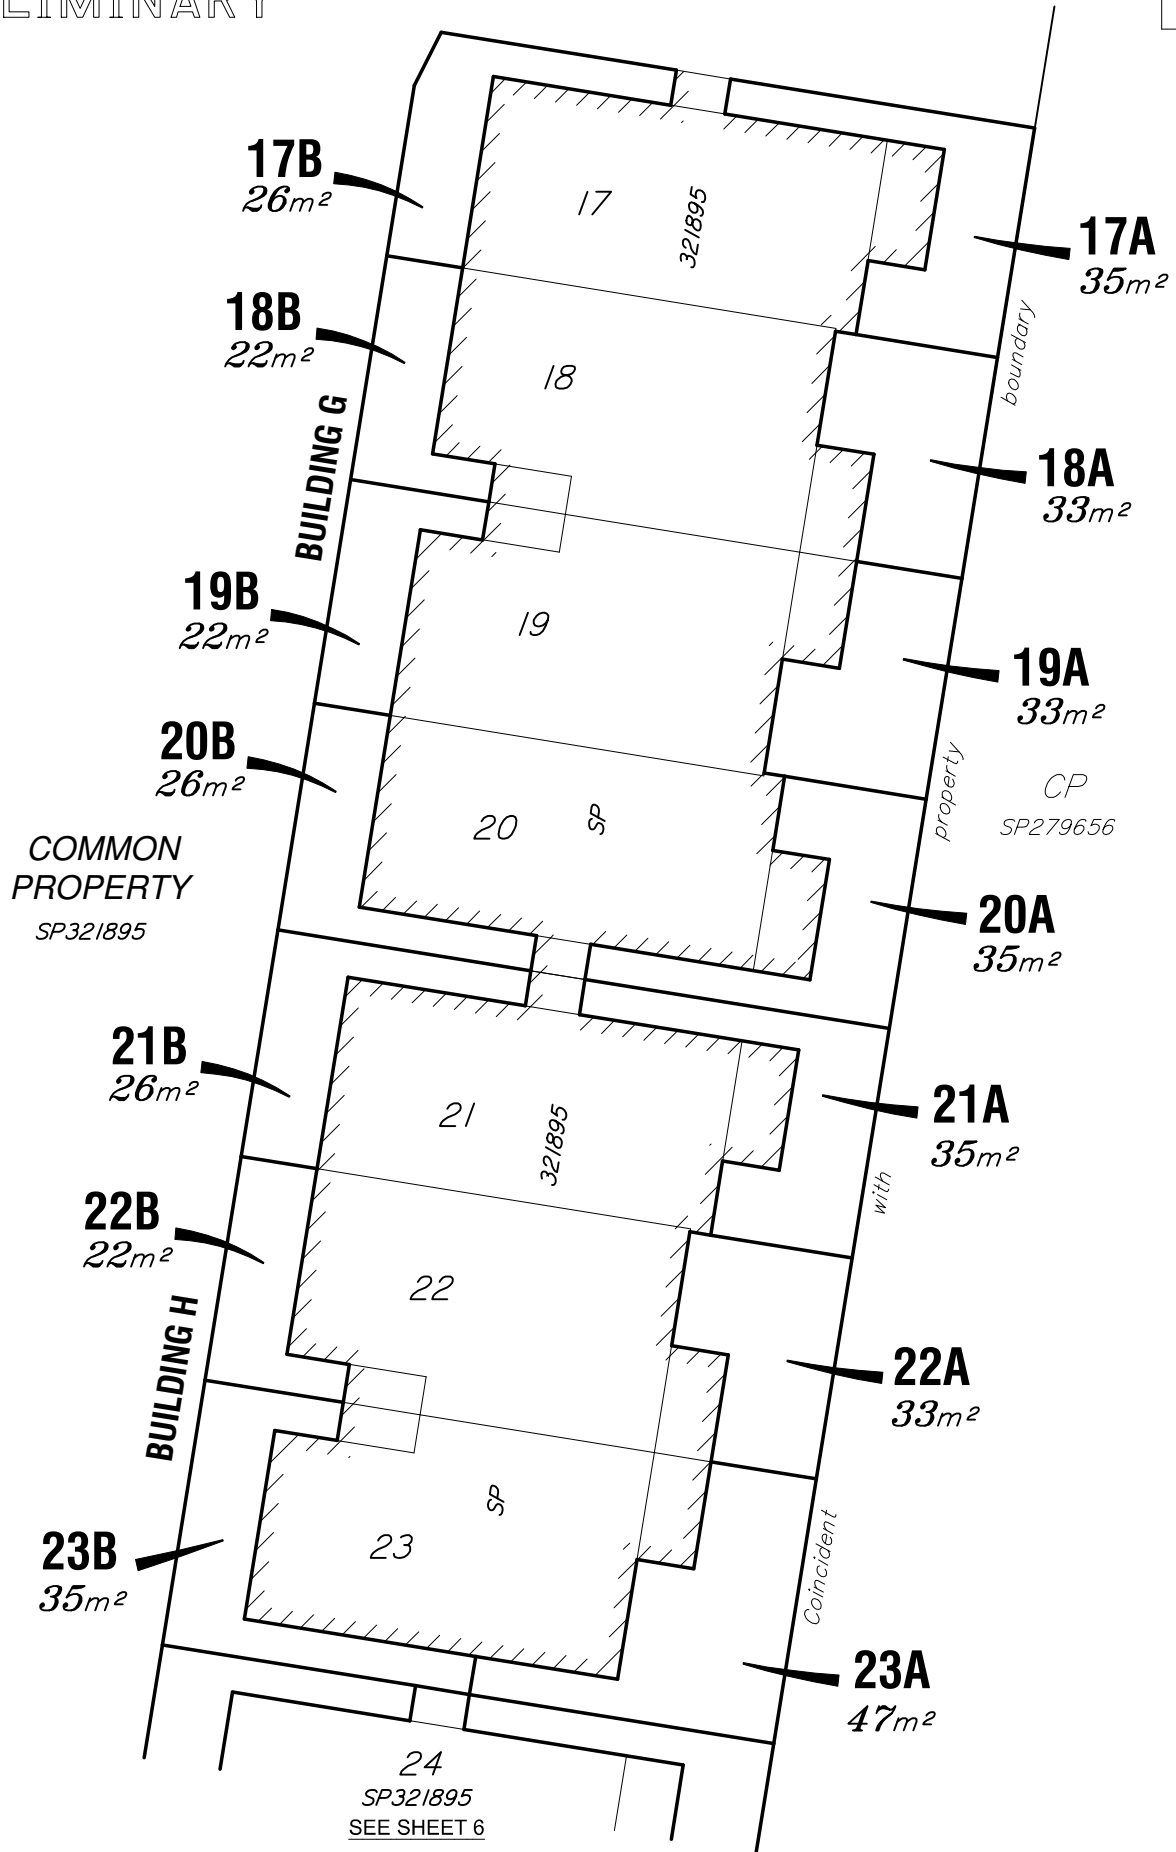 LIMINARY
17B
26m²
17
321895
17A
35m²
18B
22m²
18
boundary
BUILDING G
18A
33m²
19B
22m²
19
19A
33m²
20B
26m²
20
SP
property
CP
SP279656
COMMON
PROPERTY
SP321895
20A
35m²
21B
26m²
21
321895
21A
35m²
with
22B
22m²
22
BUILDING H
22A
33m²
SP
23
23B
35m²
Coincident
23A
47m²
24
SP321895
SEE SHEET 6